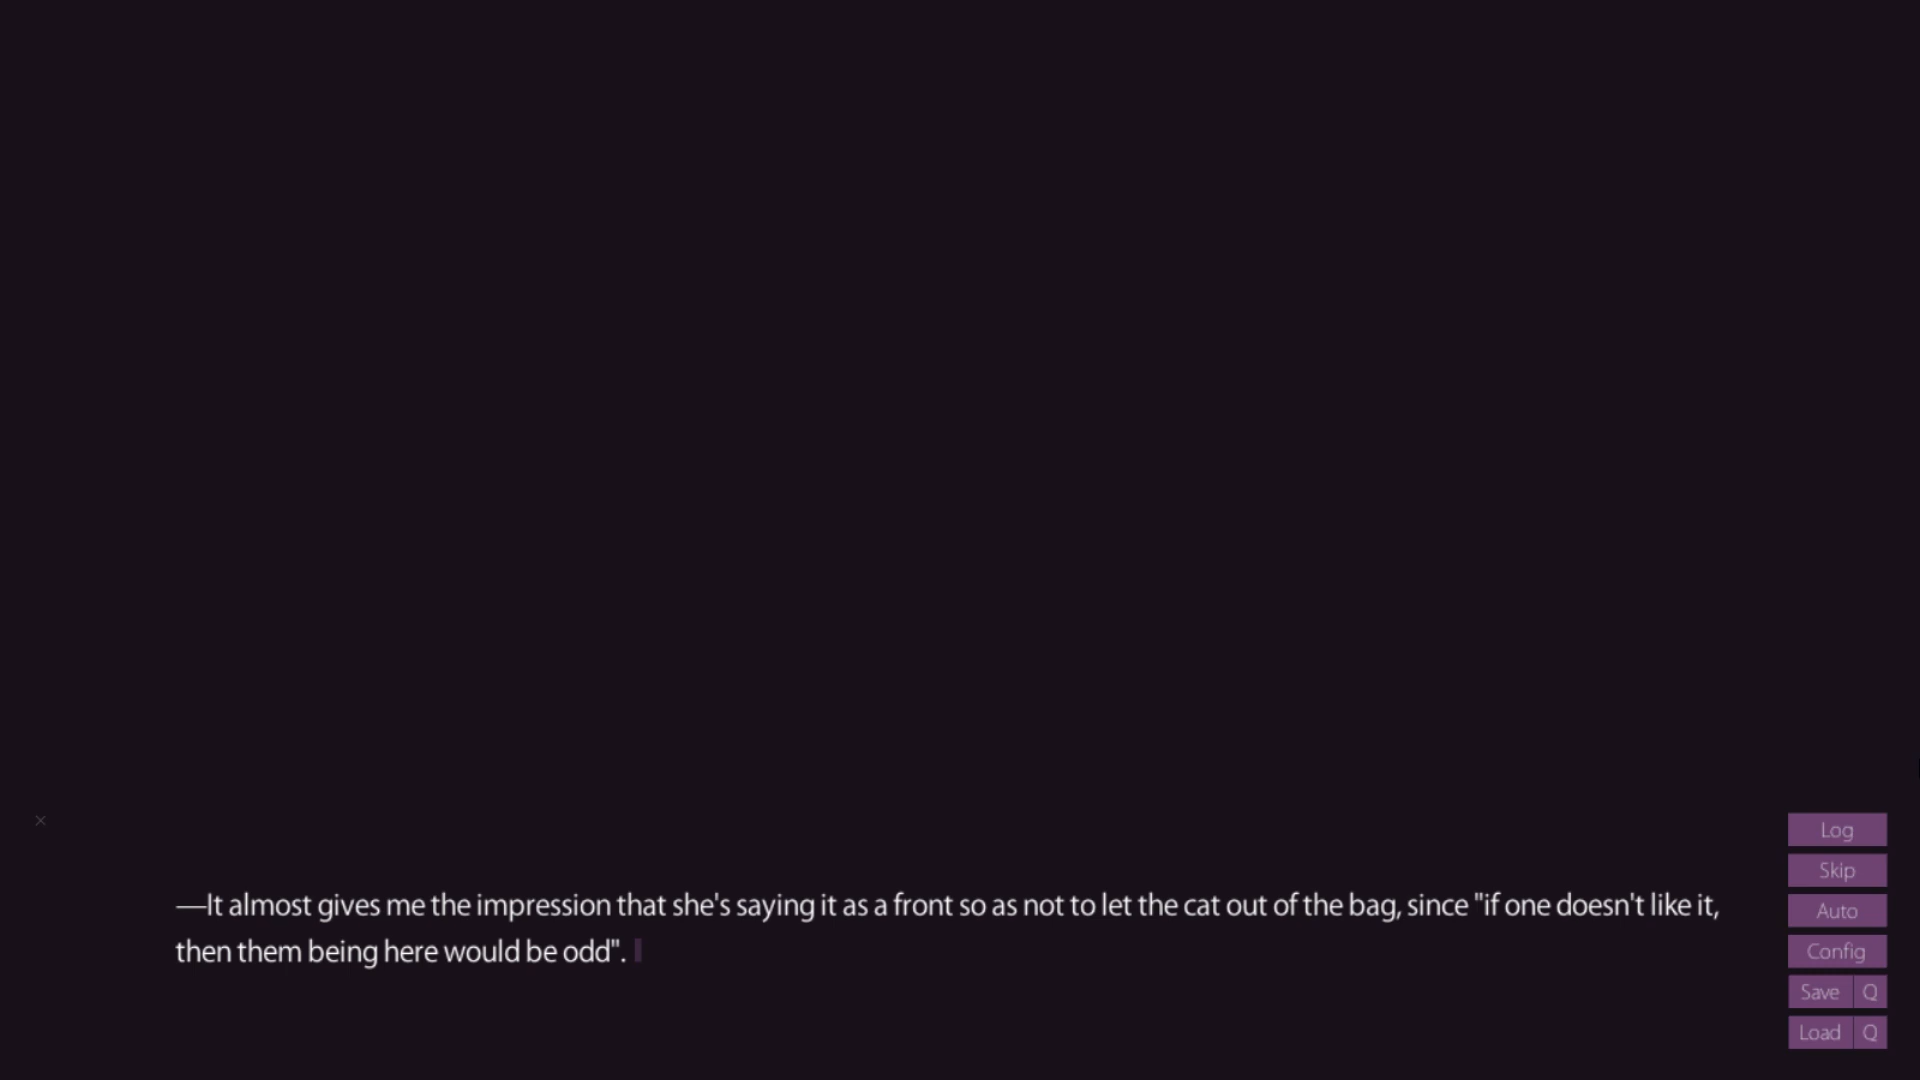 —It almost gives me the impression that she's saying it as a front so as not to let the cat out of the bag, since "if one doesn't like it,
then them being here would be odd".
Log
Skip
Auto
Config
Save Q
Load Q